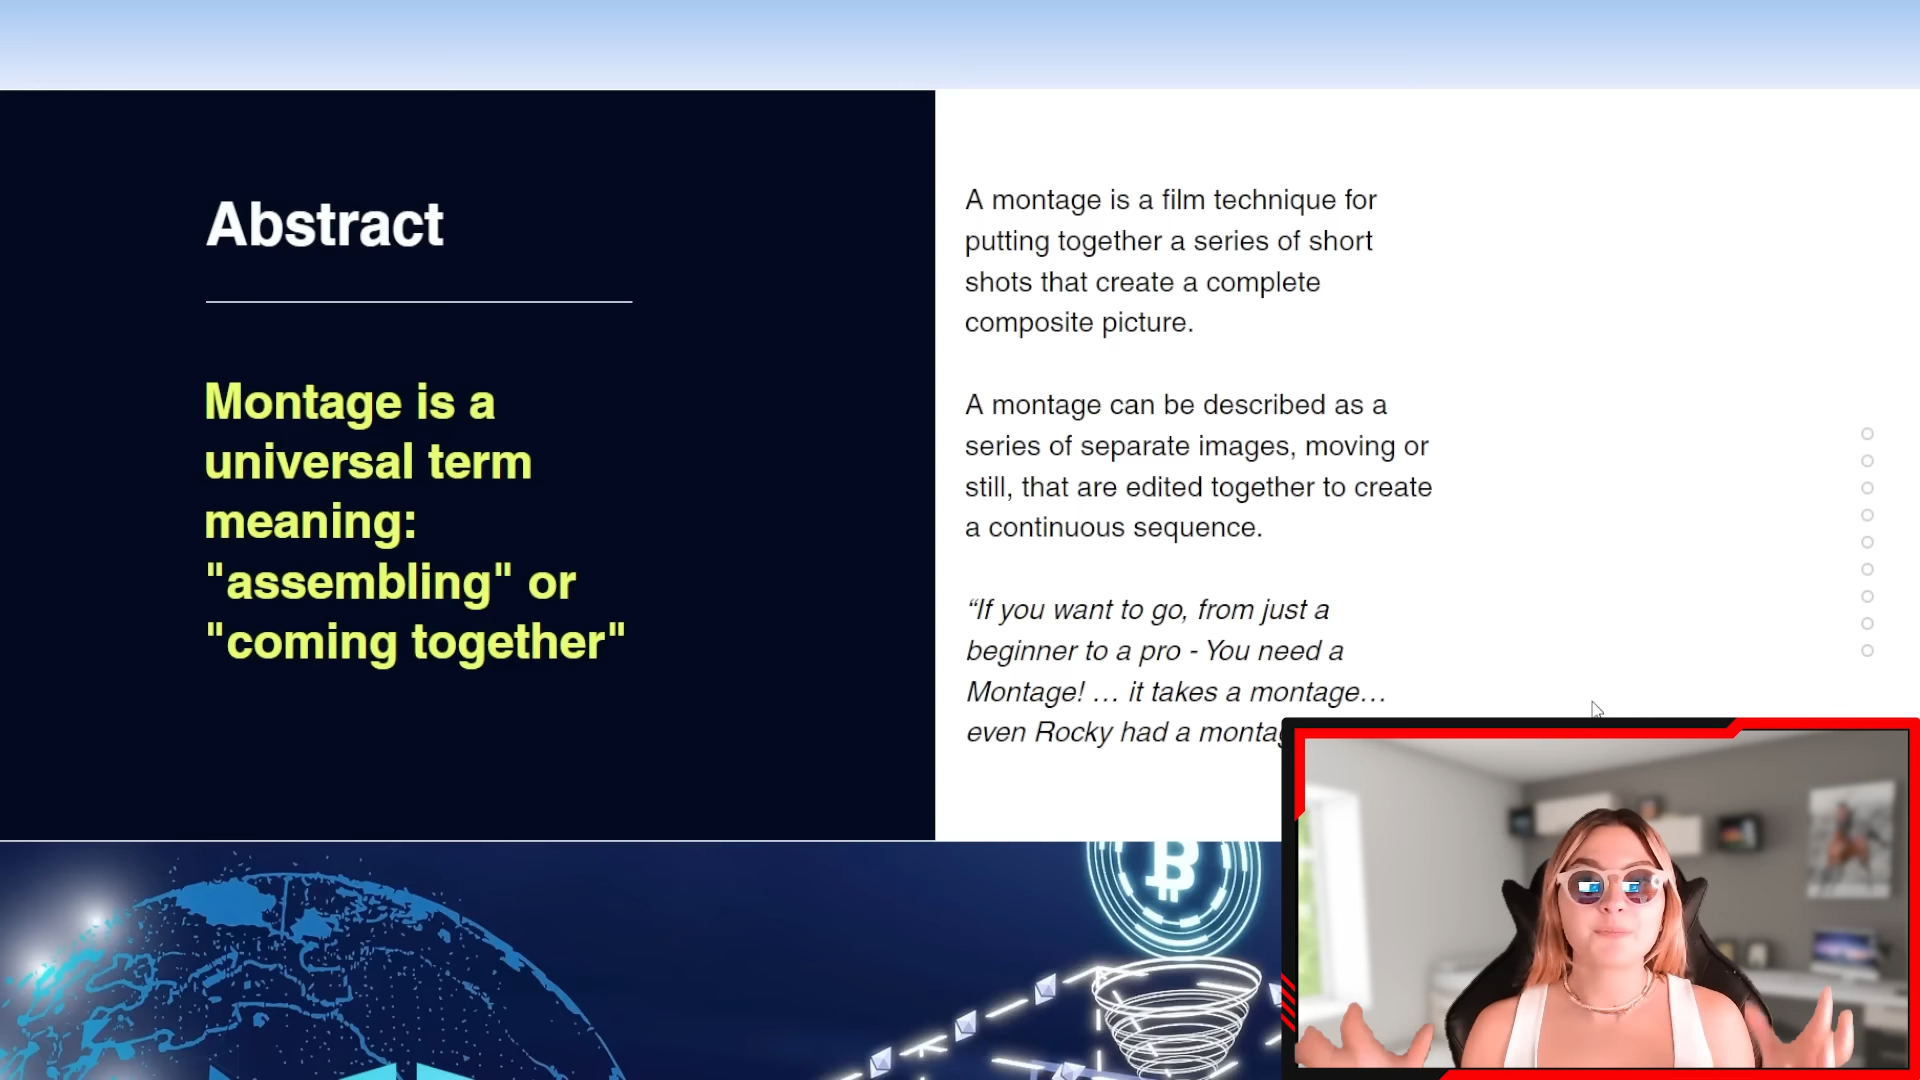 Abstract
Montage is a
universal term
meaning:
"assembling" or
"coming together"
A montage is a film technique for
putting together a series of short
shots that create a complete
composite picture.
A montage can be described as a
series of separate images, moving or
still, that are edited together to create
a continuous sequence.
“If you want to go, from just a
beginner to a pro - You need a
Montage! … it takes a montage…
even Rocky had a